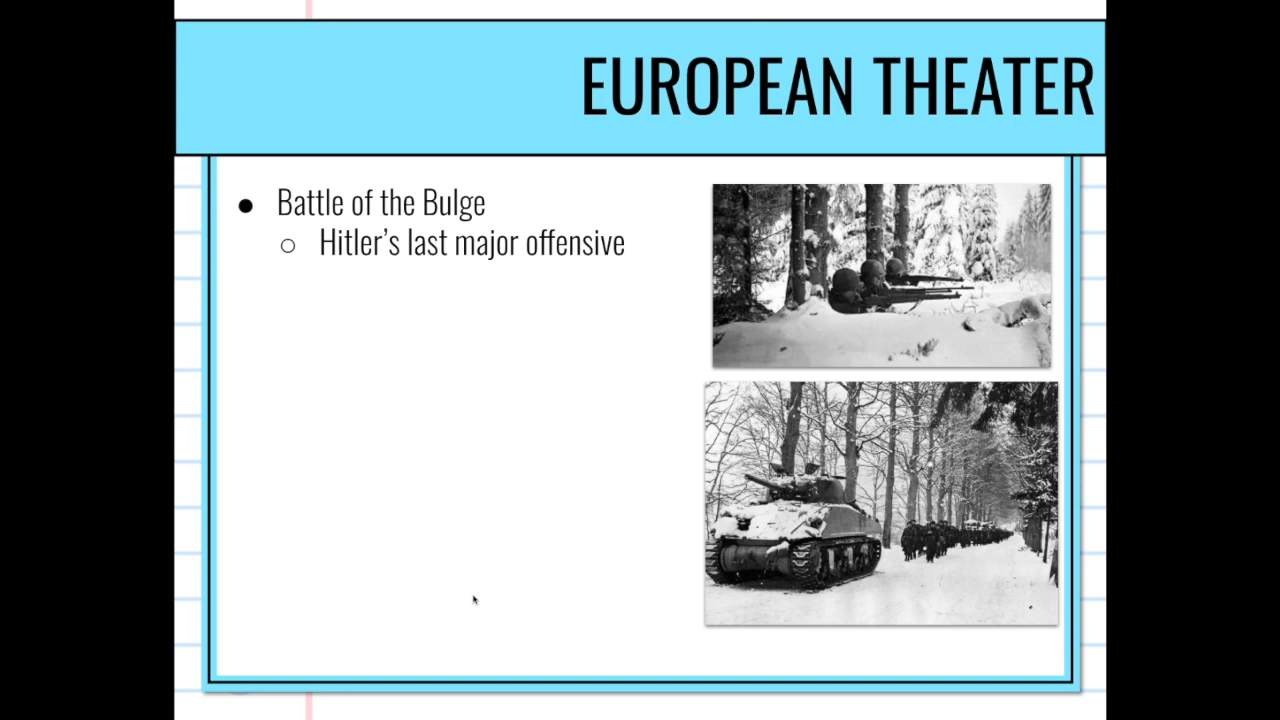 EUROPEAN THEATER
● Battle of the Bulge
○ Hitler’s last major offensive